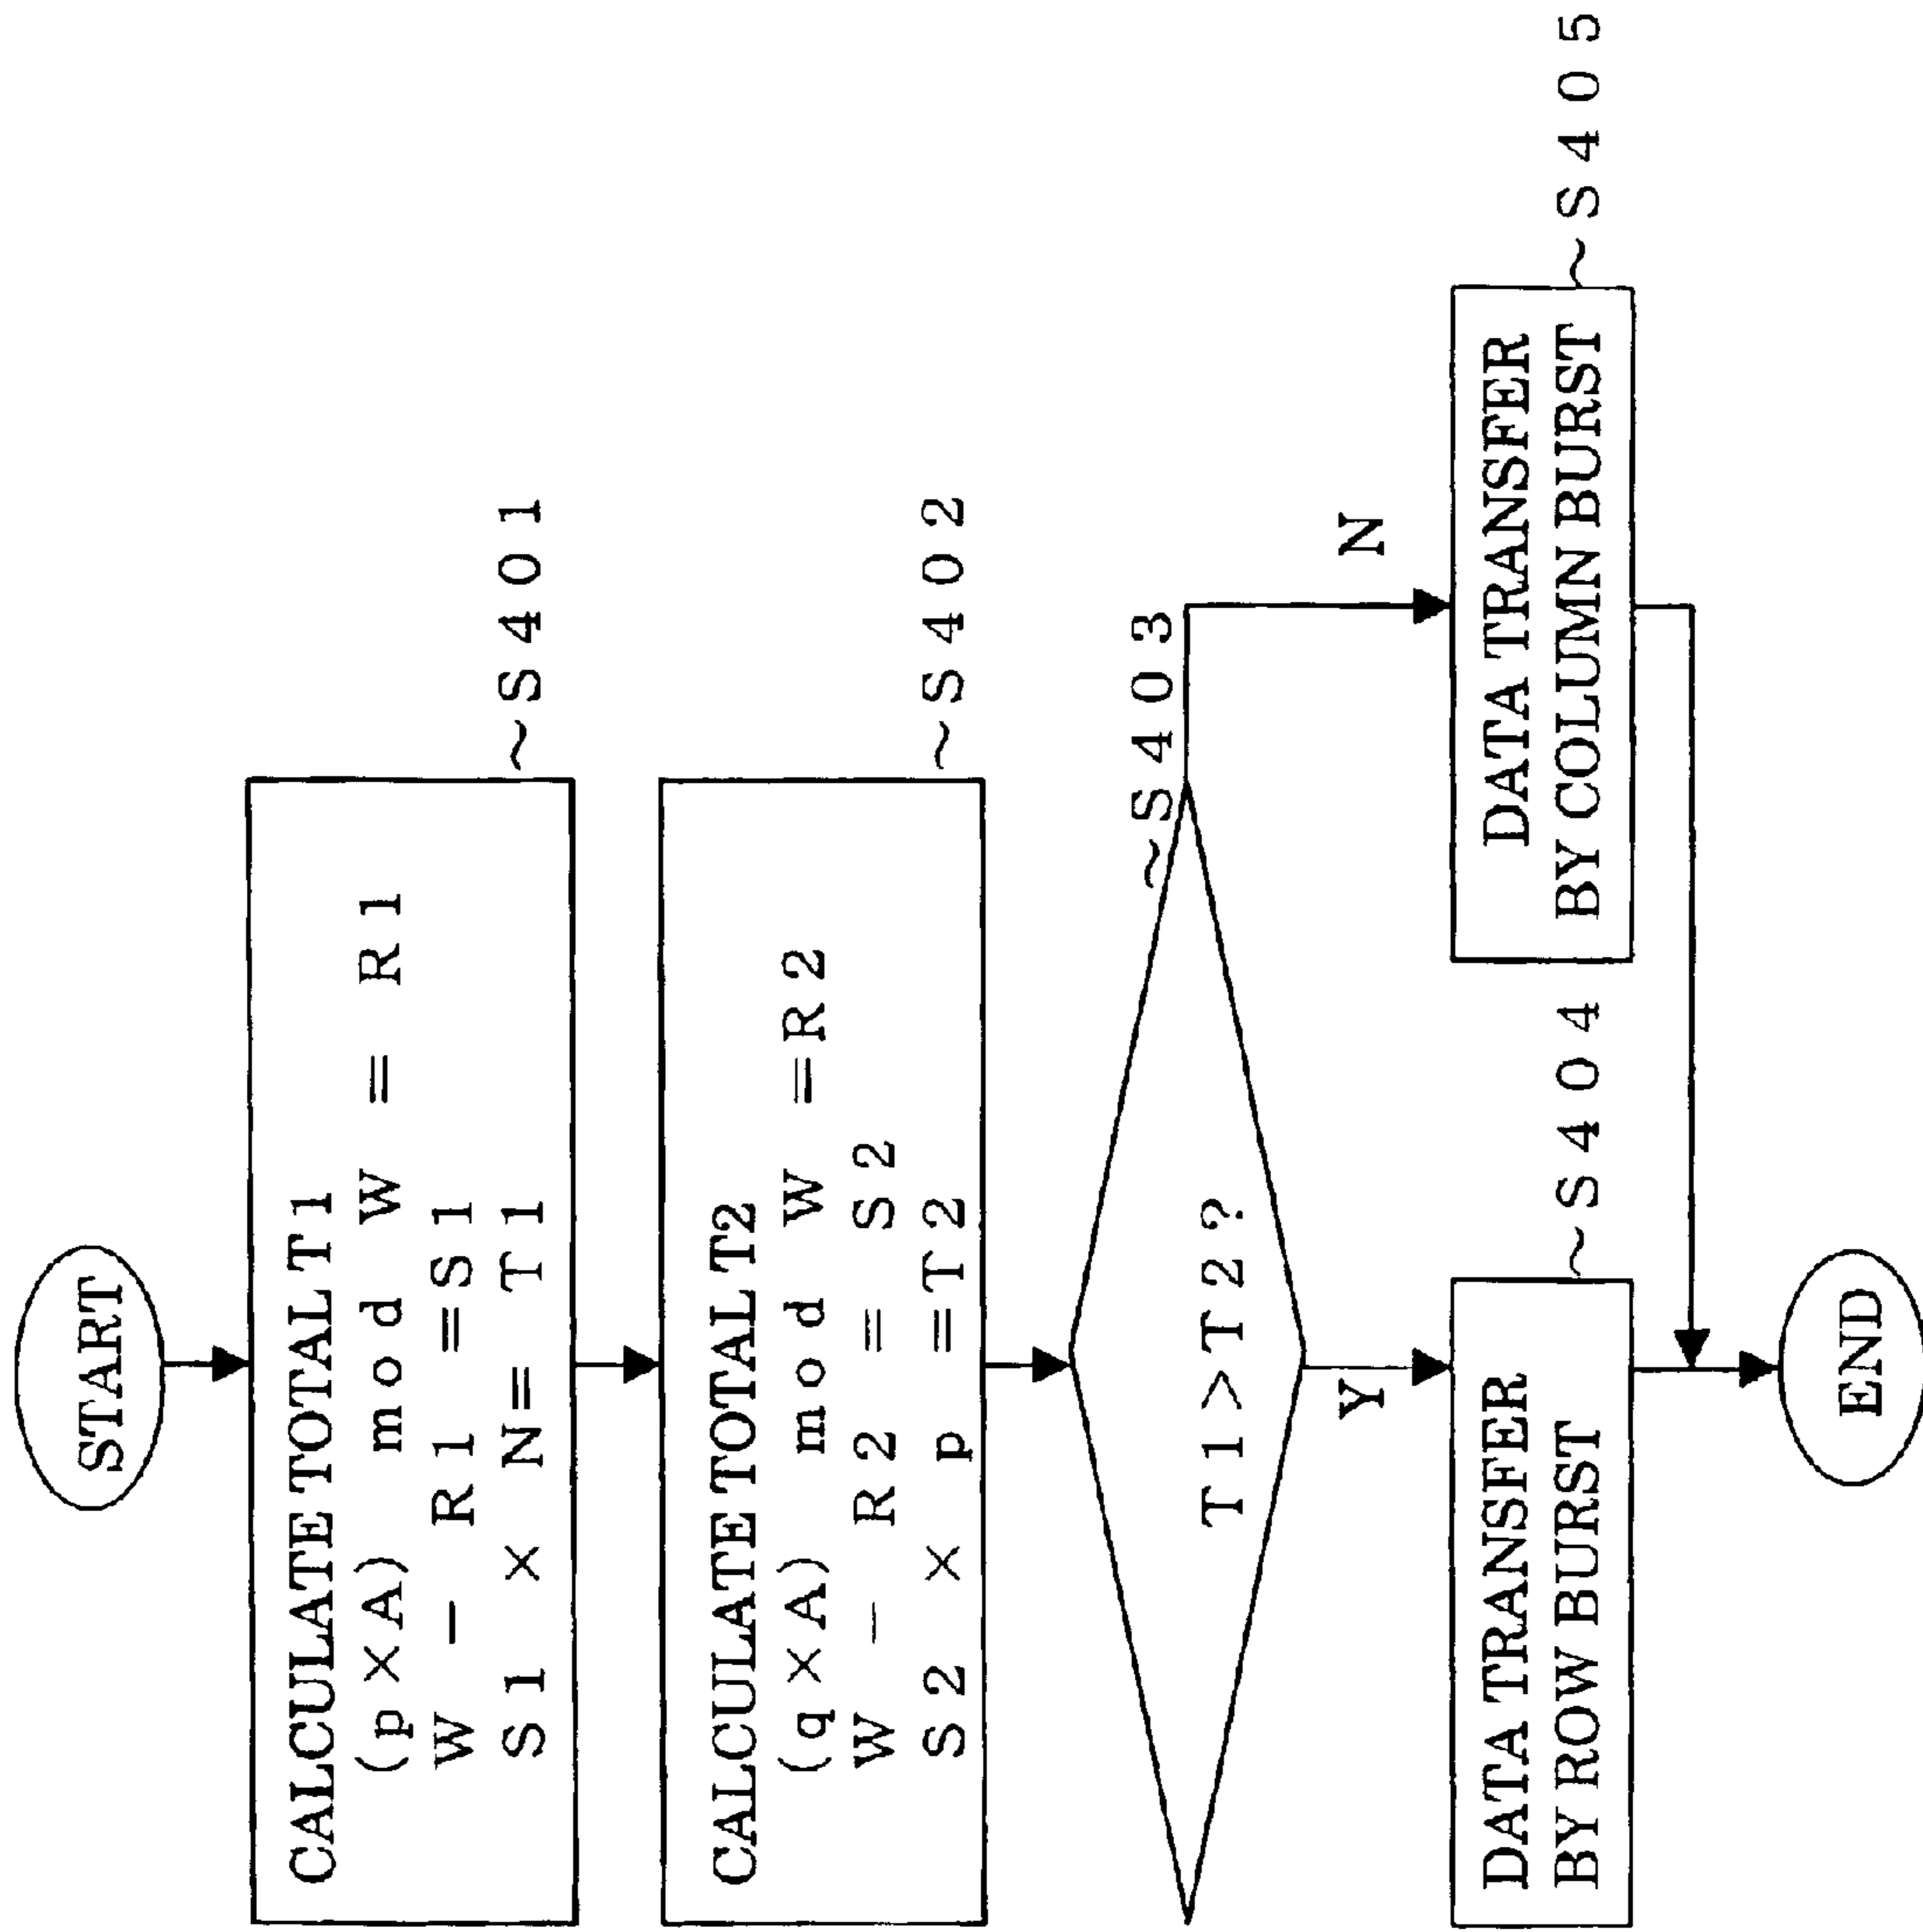 START
CALCULATE TOTAL T1
(p×A) mod W = R1
W − R1 =S1
S1 × N= T1
~S401
CALCULATE TOTAL T2
(q×A) mod W =R2
W − R2 = S2
S2 × p =T2
~S402
T1>T2?
~S403
Y
N
DATA TRANSFER
BY ROW BURST
~S404
DATA TRANSFER
BY COLUMN BURST
~S405
END